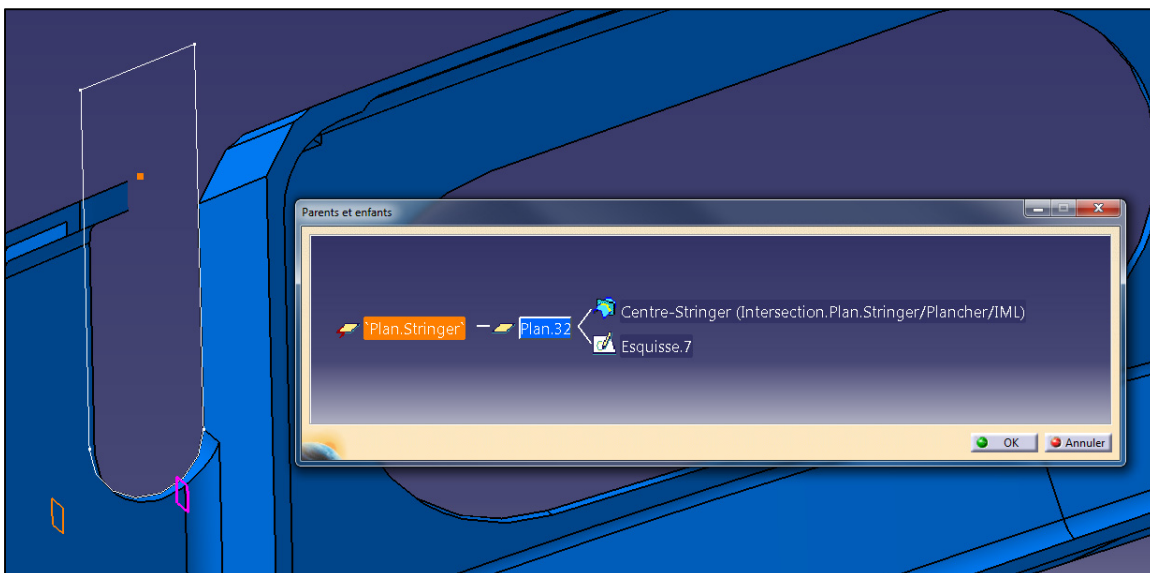 Parents et enfants
Centre-Stringer (Intersection.Plan.Stringer/Plancher/IML)
`Plan.Stringer` Plan.32
Esquisse.7
OK Annuler